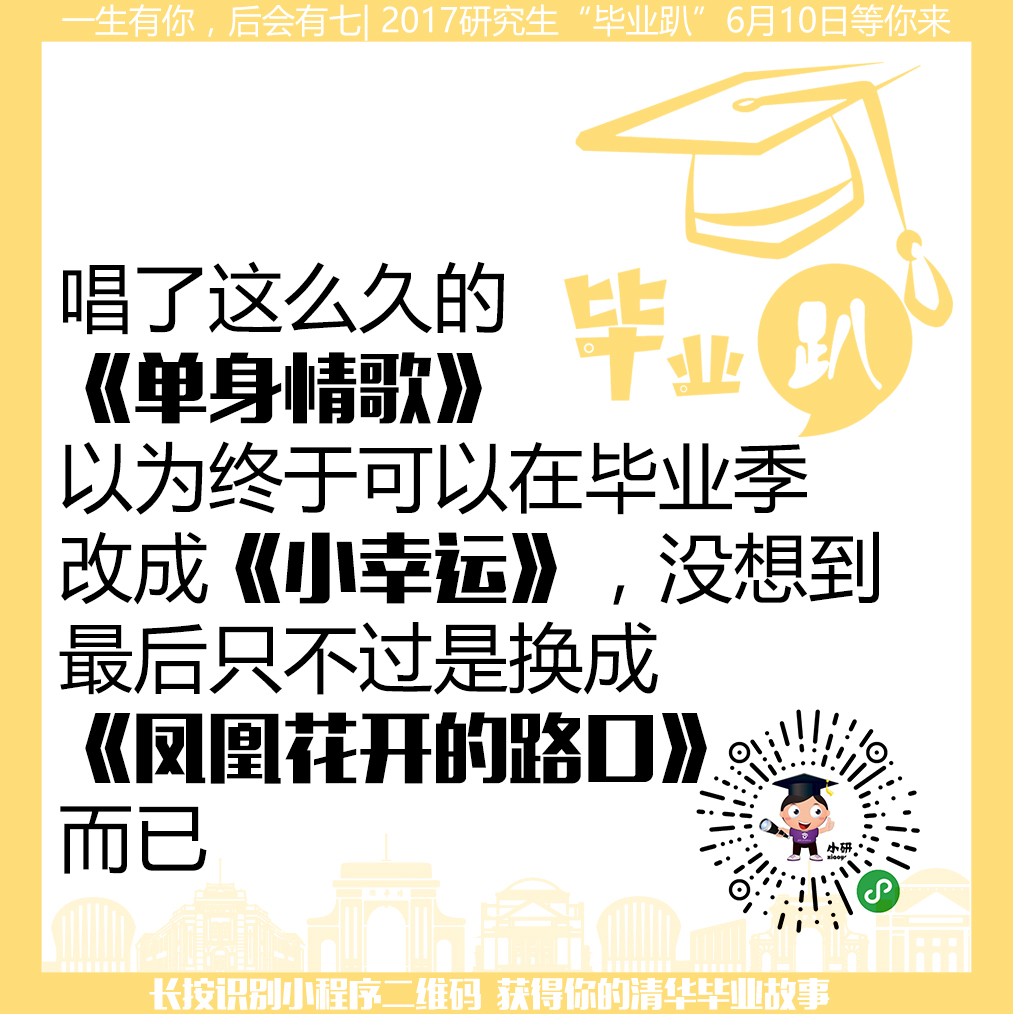 一生有你，后会有七| 2017研究生“毕业趴”6月10日等你来
毕业趴
唱了这么久的
《单身情歌》
以为终于可以在毕业季
改成《小幸运》，没想到
最后只不过是换成
《凤凰花开的路口》
而已
小研
长按识别小程序二维码 获得你的清华毕业故事